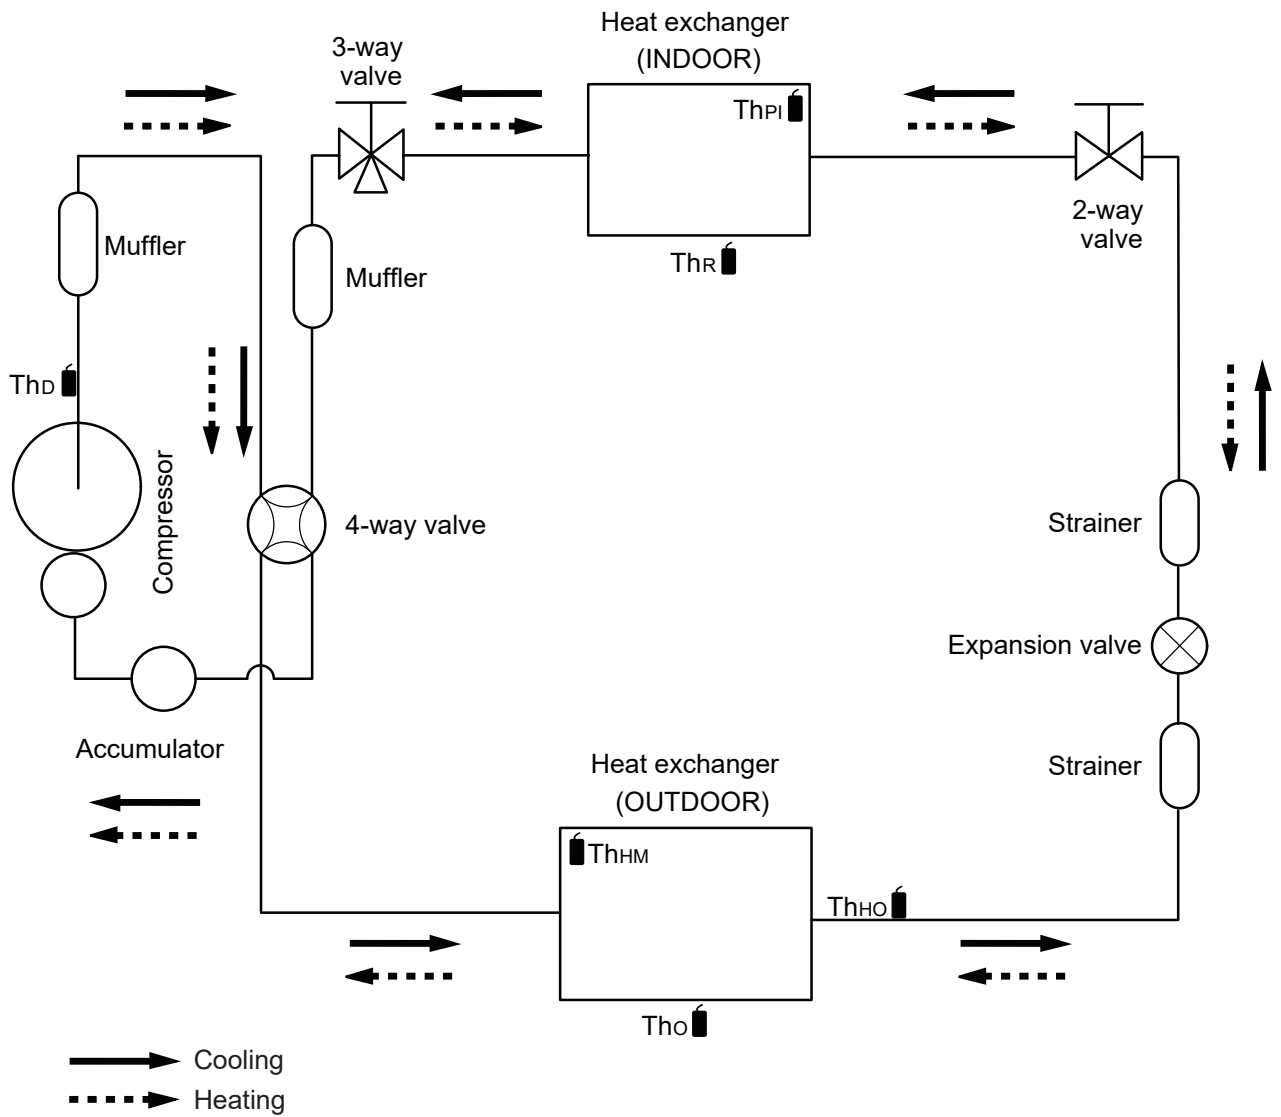 Heat exchanger
(INDOOR)
3-way
valve
ThPI
2-way
valve
Muffler
Muffler
ThR
ThD
Compressor
4-way valve
Strainer
Expansion valve
Strainer
Accumulator
Heat exchanger
(OUTDOOR)
ThHM
ThHO
ThO
Cooling
Heating